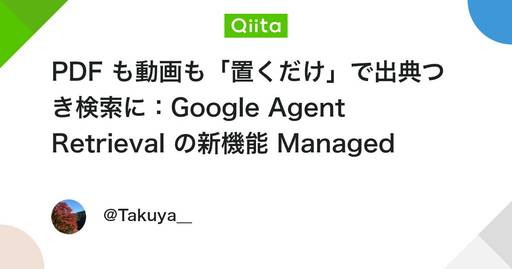 Qiita
PDF も動画も「置くだけ」で出典つ
き検索に：Google Agent
Retrieval の新機能 Managed
@Takuya__